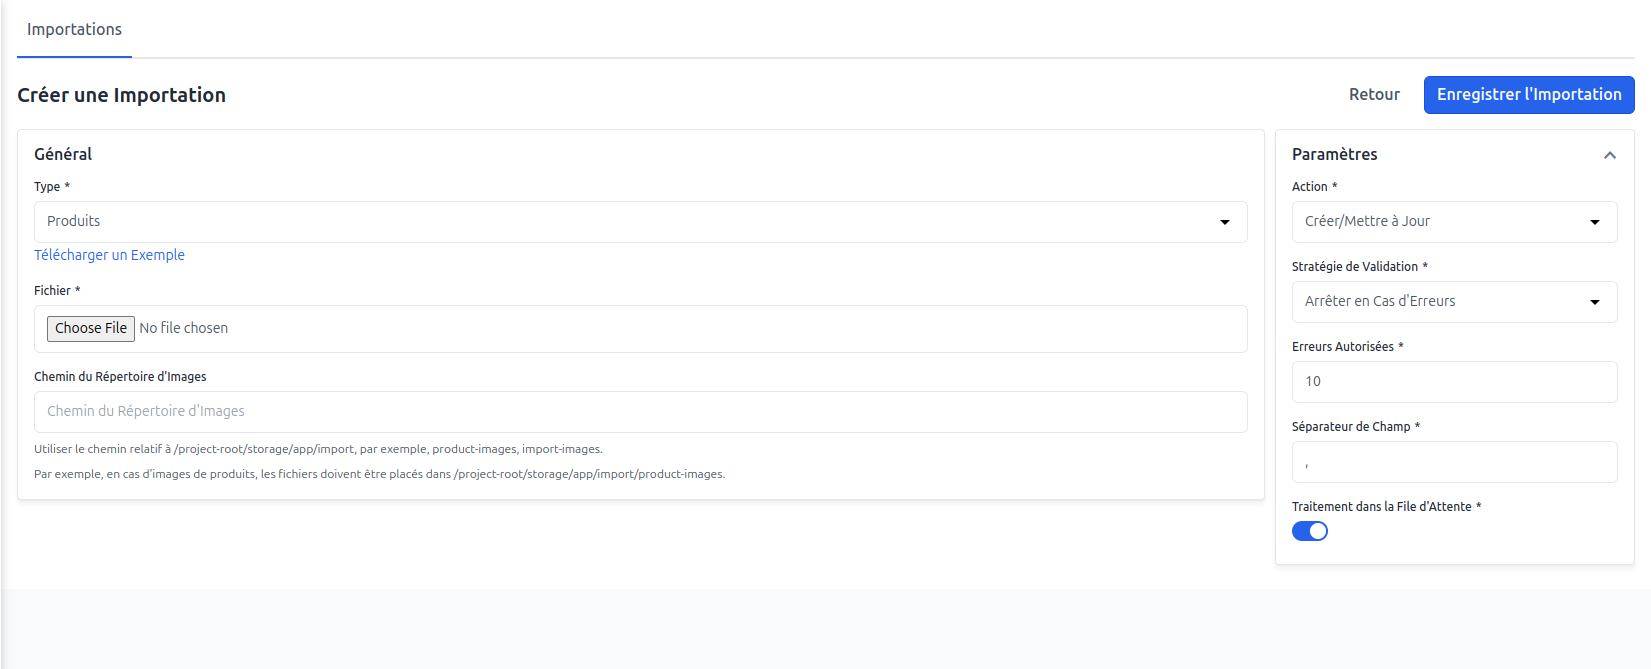 Importations
Créer une Importation
Retour
Enregistrer l'Importation
Général
Type *
Produits
Télécharger un Exemple
Fichier *
Choose File No file chosen
Chemin du Répertoire d'Images
Chemin du Répertoire d'Images
Utiliser le chemin relatif à /project-root/storage/app/import, par exemple, product-images, import-images.
Par exemple, en cas d'images de produits, les fichiers doivent être placés dans /project-root/storage/app/import/product-images.
Paramètres
Action *
Créer/Mettre à Jour
Stratégie de Validation *
Arrêter en Cas d'Erreurs
Erreurs Autorisées *
10
Séparateur de Champ *
,
Traitement dans la File d'Attente *